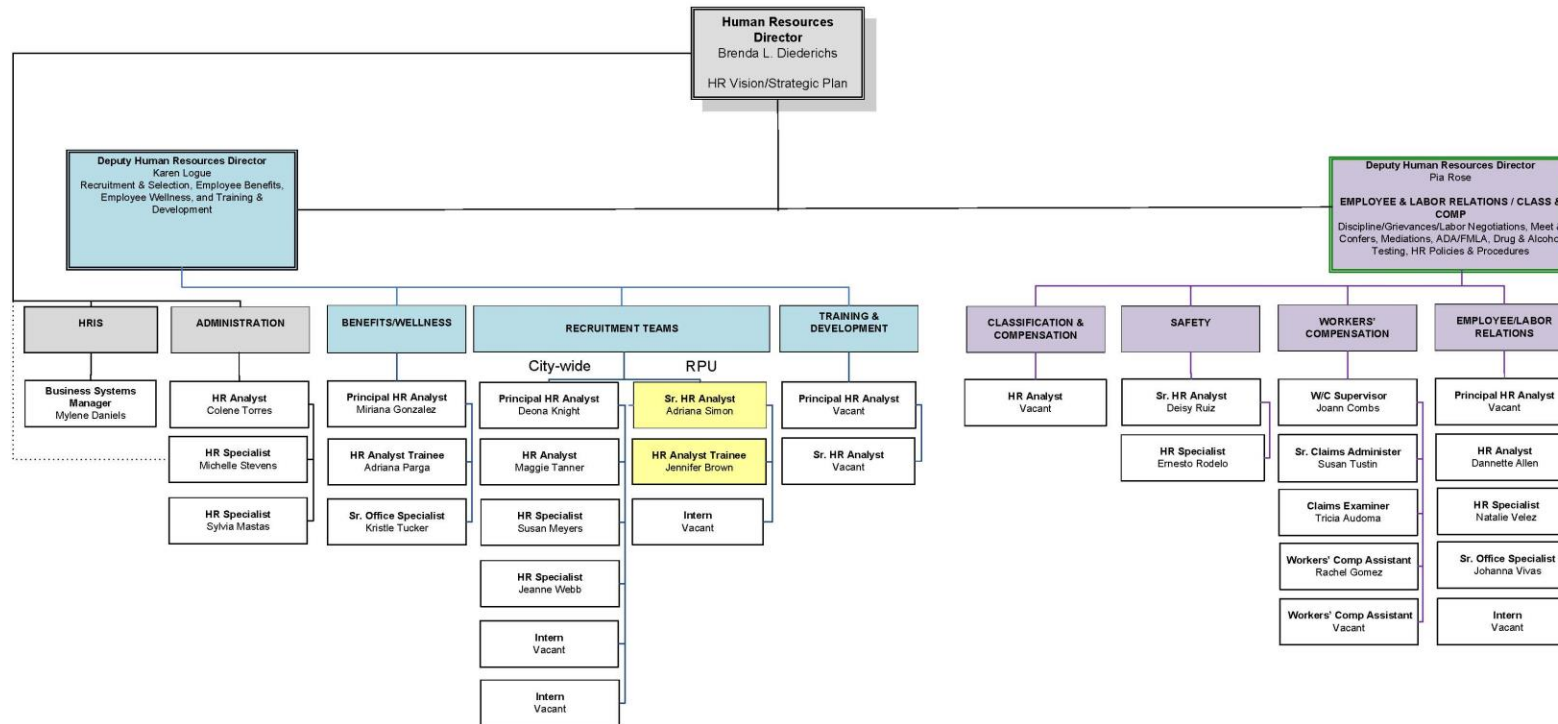 Human Resources
Director
Brenda L. Diederichs
HR Vision/Strategic Plan
Deputy Human Resources Director
Karen Logue
Recruitment & Selection, Employee Benefits,
Employee Wellness, and Training &
Development
Deputy Human Resources Director
Pia Rose
EMPLOYEE & LABOR RELATIONS / CLASS &
COMP
Discipline/Grievances/Labor Negotiations, Meet &
Confers, Mediations, ADA/FMLA, Drug & Alcohol
Testing, HR Policies & Procedures
HRIS
Business Systems
Manager
Mylene Daniels
ADMINISTRATION
HR Analyst
Colene Torres
HR Specialist
Michelle Stevens
HR Specialist
Sylvia Mastas
BENEFITS/WELLNESS
Principal HR Analyst
Miriana Gonzalez
HR Analyst Trainee
Adriana Parga
Sr. Office Specialist
Kristle Tucker
RECRUITMENT TEAMS
City-wide
Principal HR Analyst
Deona Knight
HR Analyst
Maggie Tanner
HR Specialist
Susan Meyers
HR Specialist
Jeanne Webb
Intern
Vacant
Intern
Vacant
RPU
Sr. HR Analyst
Adriana Simon
HR Analyst Trainee
Jennifer Brown
Intern
Vacant
TRAINING &
DEVELOPMENT
Principal HR Analyst
Vacant
Sr. HR Analyst
Vacant
CLASSIFICATION &
COMPENSATION
HR Analyst
Vacant
SAFETY
Sr. HR Analyst
Deisy Ruiz
HR Specialist
Ernesto Rodelo
WORKERS'
COMPENSATION
W/C Supervisor
Joann Combs
Sr. Claims Administer
Susan Tustin
Claims Examiner
Tricia Audoma
Workers' Comp Assistant
Rachel Gomez
Workers' Comp Assistant
Vacant
EMPLOYEE/LABOR
RELATIONS
Principal HR Analyst
Vacant
HR Analyst
Dannette Allen
HR Specialist
Natalie Velez
Sr. Office Specialist
Johanna Vivas
Intern
Vacant